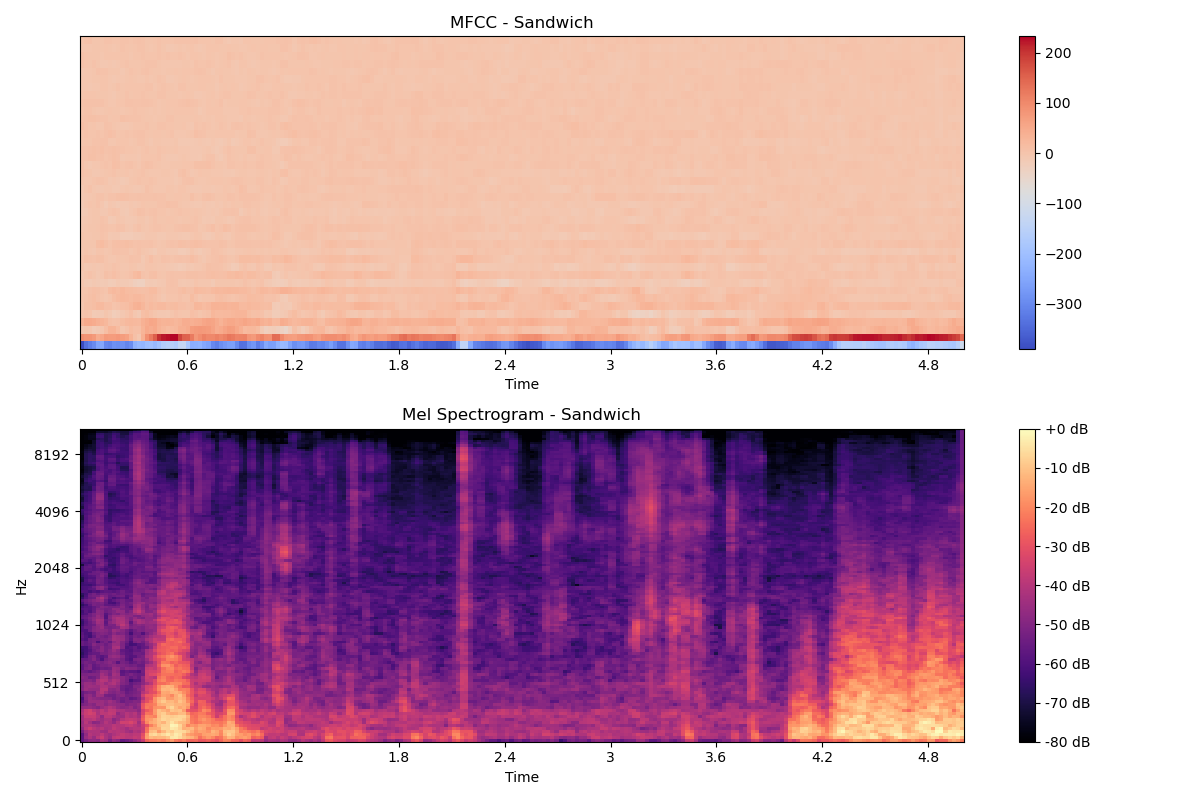 MFCC - Sandwich
200
100
0
−100
−200
−300
0 0.6 1.2 1.8 2.4 3 3.6 4.2 4.8
Time
Mel Spectrogram - Sandwich
8192
4096
2048
1024
512
0
Hz
+0 dB
-10 dB
-20 dB
-30 dB
-40 dB
-50 dB
-60 dB
-70 dB
-80 dB
0 0.6 1.2 1.8 2.4 3 3.6 4.2 4.8
Time